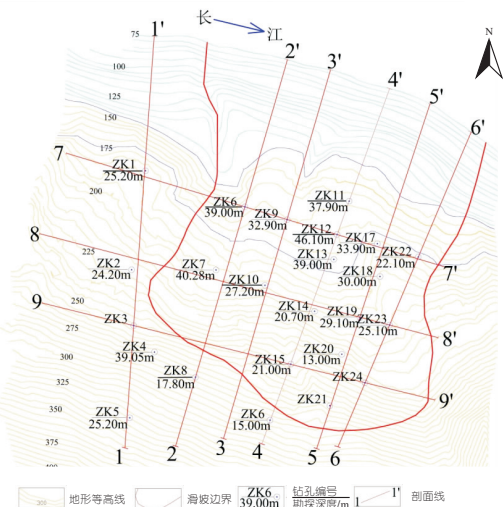 长
江
N
1'
2'
3'
4'
5'
6'
75
100
125
150
175
200
225
250
275
300
325
350
375
400
7
8
9
ZK1
25.20m
ZK6
39.00m
ZK9
32.90m
ZK11
37.90m
ZK12
46.10m
ZK13
39.00m
ZK17
33.90m
ZK22
22.10m
ZK18
30.00m
7'
ZK2
24.20m
ZK7
40.28m
ZK10
27.20m
ZK14
20.70m
ZK19
29.10m
ZK23
25.10m
8'
ZK3
ZK4
39.05m
ZK8
17.80m
ZK15
21.00m
ZK20
13.00m
ZK24
ZK21
9'
ZK5
25.20m
ZK6
15.00m
1
2
3
4
5
6
300 地形等高线
滑坡边界
ZK6
39.00m
钻孔编号
勘探深度/m
1 1' 剖面线